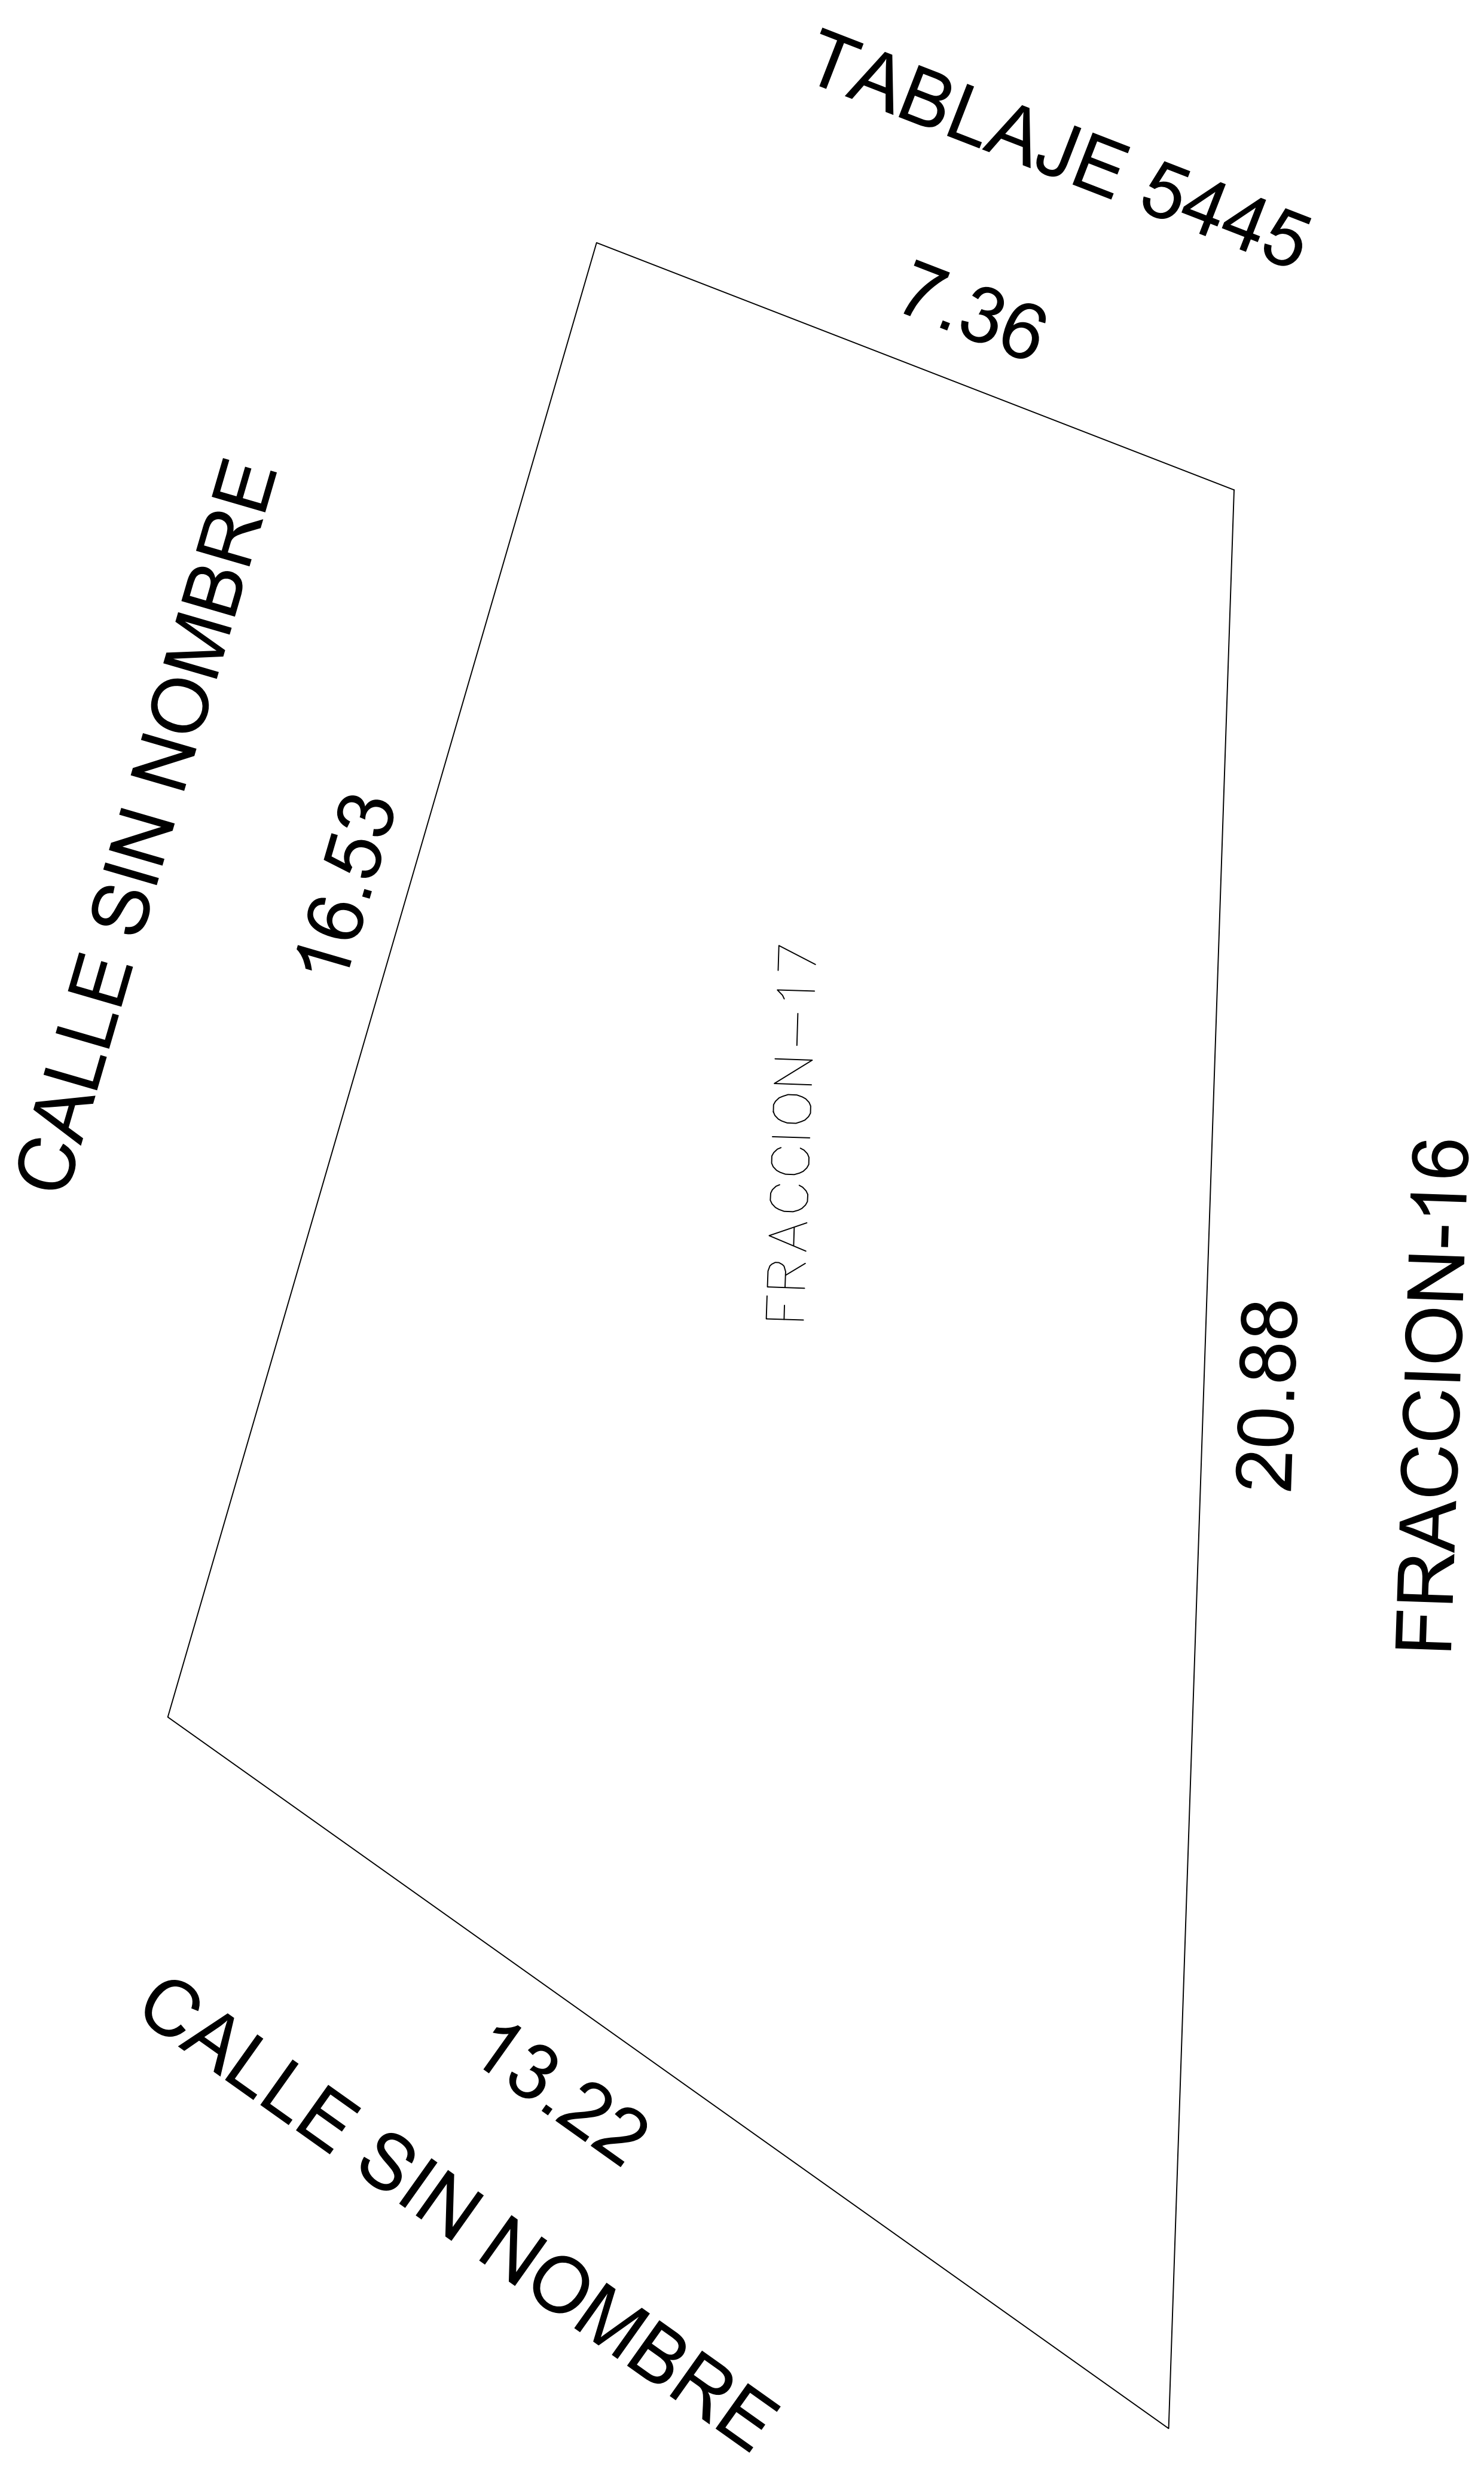 TABLAJE 5445
7.36
CALLE SIN NOMBRE
16.53
FRACCION-17
20.88
FRACCION-16
13.22
CALLE SIN NOMBRE